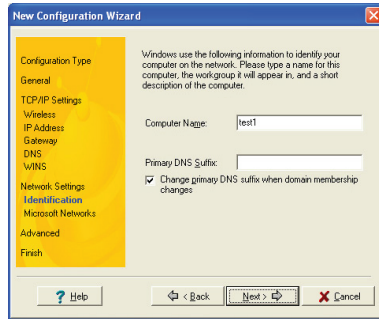 New Configuration Wizard
Configuration Type
General
TCP/IP Settings
Wireless
IP Address
Gateway
DNS
WINS
Network Settings
Identification
Microsoft Networks
Advanced
Finish
Windows use the following information to identify your
computer on the network. Please type a name for this
computer, the workgroup it will appear in, and a short
description of the computer.
Computer Name:
test1
Primary DNS Suffix:
Change primary DNS suffix when domain membership
changes
? Help
< Back
Next >
Cancel